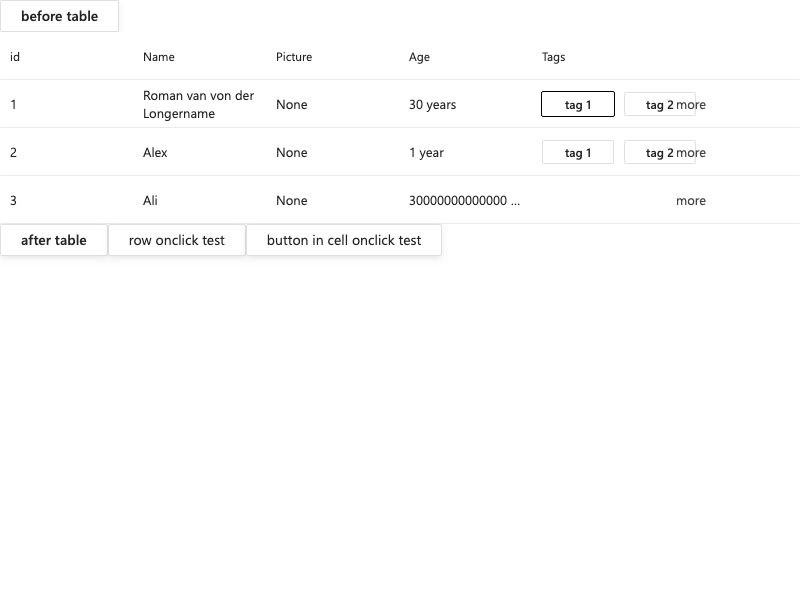 before table
id Name Picture Age Tags
1 Roman van von der Longername None 30 years tag 1 tag 2 more
2 Alex None 1 year tag 1 tag 2 more
3 Ali None 30000000000000 ... more
after table row onclick test button in cell onclick test